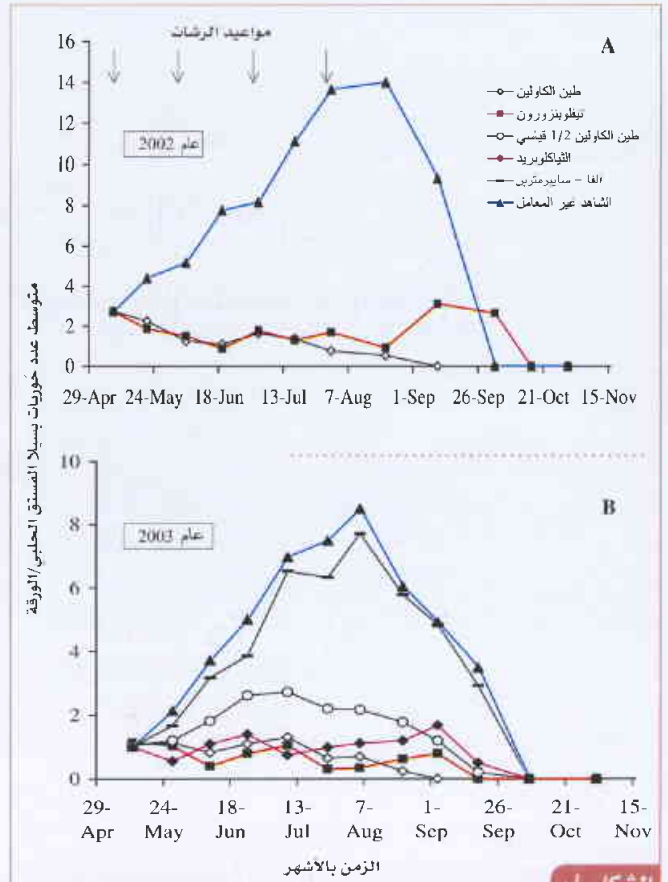 مواعيد الرشات
A
16
14
12
10
8
6
4
2
0
عام 2002
طين الكاولين
تيفلوبنزورون
طين الكاولين 1/2 قياسي
الثياكلوبريد
الفا - سايبرمثرين
الشاهد غير المعامل
29-Apr 24-May 18-Jun 13-Jul 7-Aug 1-Sep 26-Sep 21-Oct 15-Nov
متوسط عدد حوريات بسيلا الفستق الحلبي/الورقة
B
10
8
6
4
2
0
عام 2003
29- 24- 18- 13- 7- 1- 26- 21- 15-
Apr May Jun Jul Aug Sep Sep Oct Nov
الزمن بالأشهر